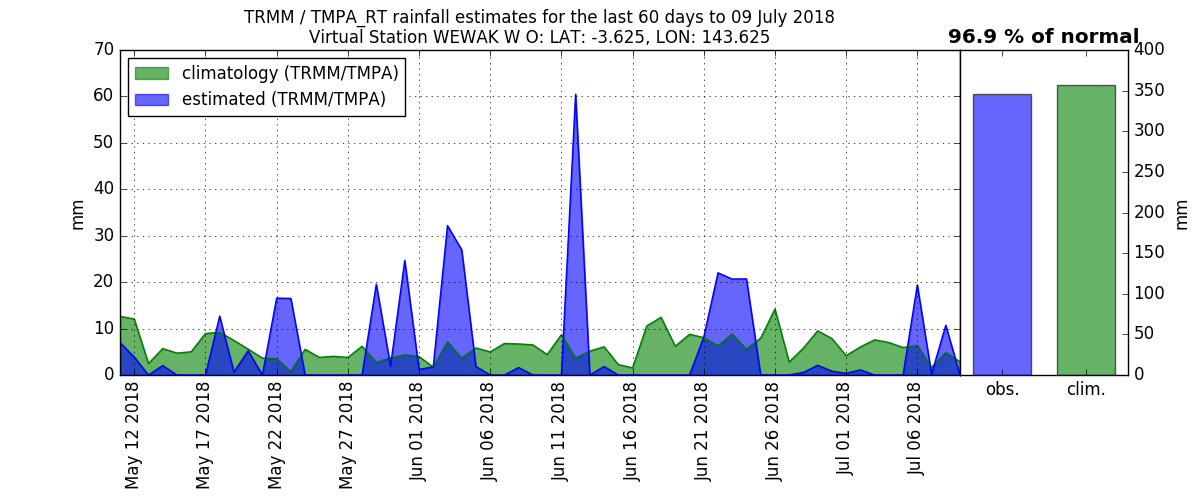 TRMM / TMPA_RT rainfall estimates for the last 60 days to 09 July 2018
Virtual Station WEWAK W O: LAT: -3.625, LON: 143.625
96.9 % of normal
climatology (TRMM/TMPA)
estimated (TRMM/TMPA)
mm
70
60
50
40
30
20
10
0
May 12 2018
May 17 2018
May 22 2018
May 27 2018
Jun 01 2018
Jun 06 2018
Jun 11 2018
Jun 16 2018
Jun 21 2018
Jun 26 2018
Jul 01 2018
Jul 06 2018
obs.
clim.
400
350
300
250
200
150
100
50
0
mm